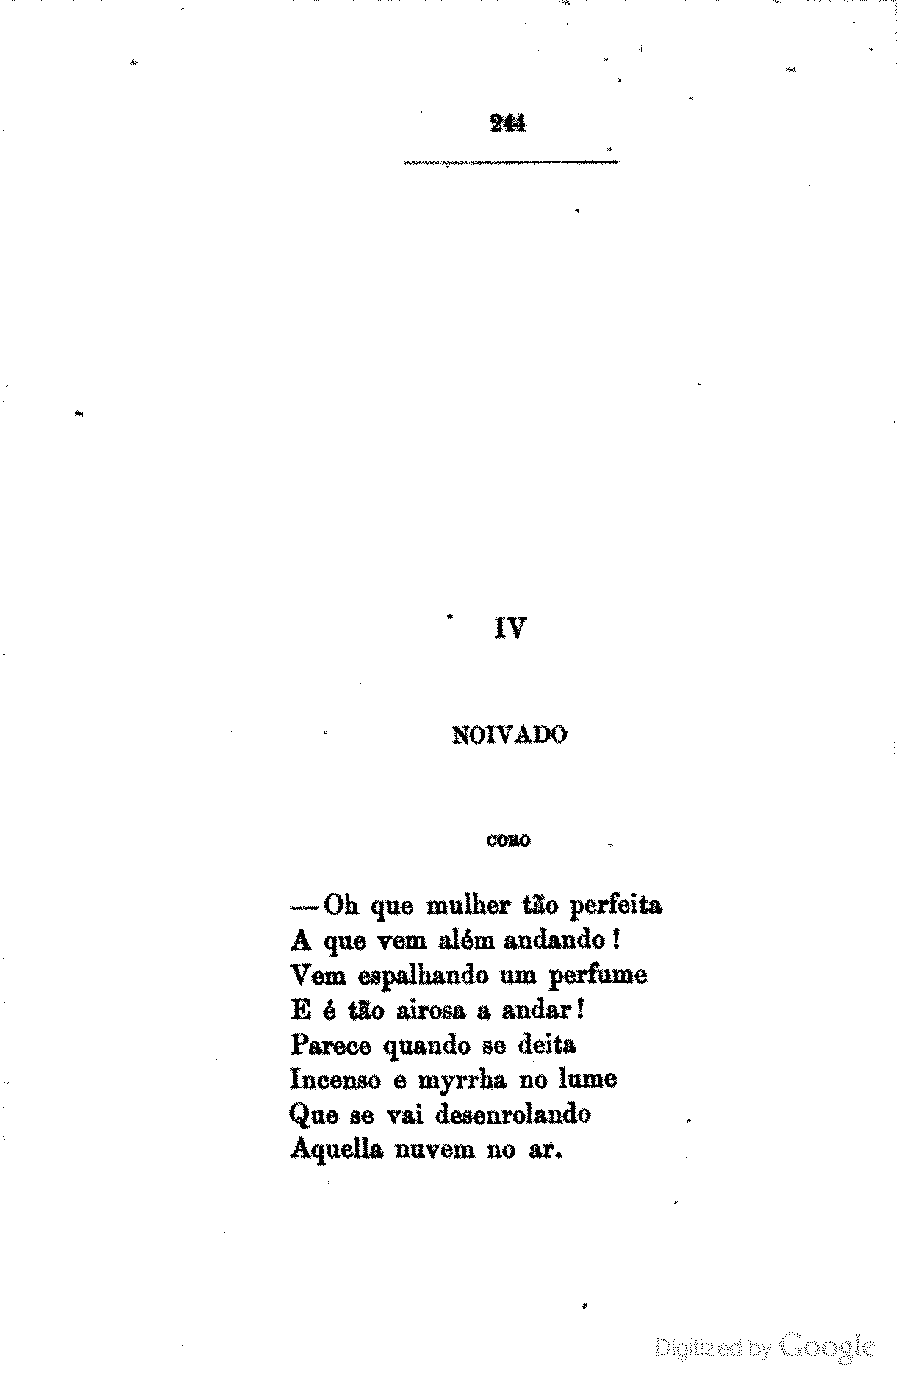 244
IV
NOIVADO
COHO
—Oh que mulher tão perfeita
A que vem além andando !
Vem espalhando um perfume
E é tão airosa a andar !
Parece quando se deita
Incenso e myrrha no lume
Que se vai desenrolando
Aquella nuvem no ar.
Digitized by Google